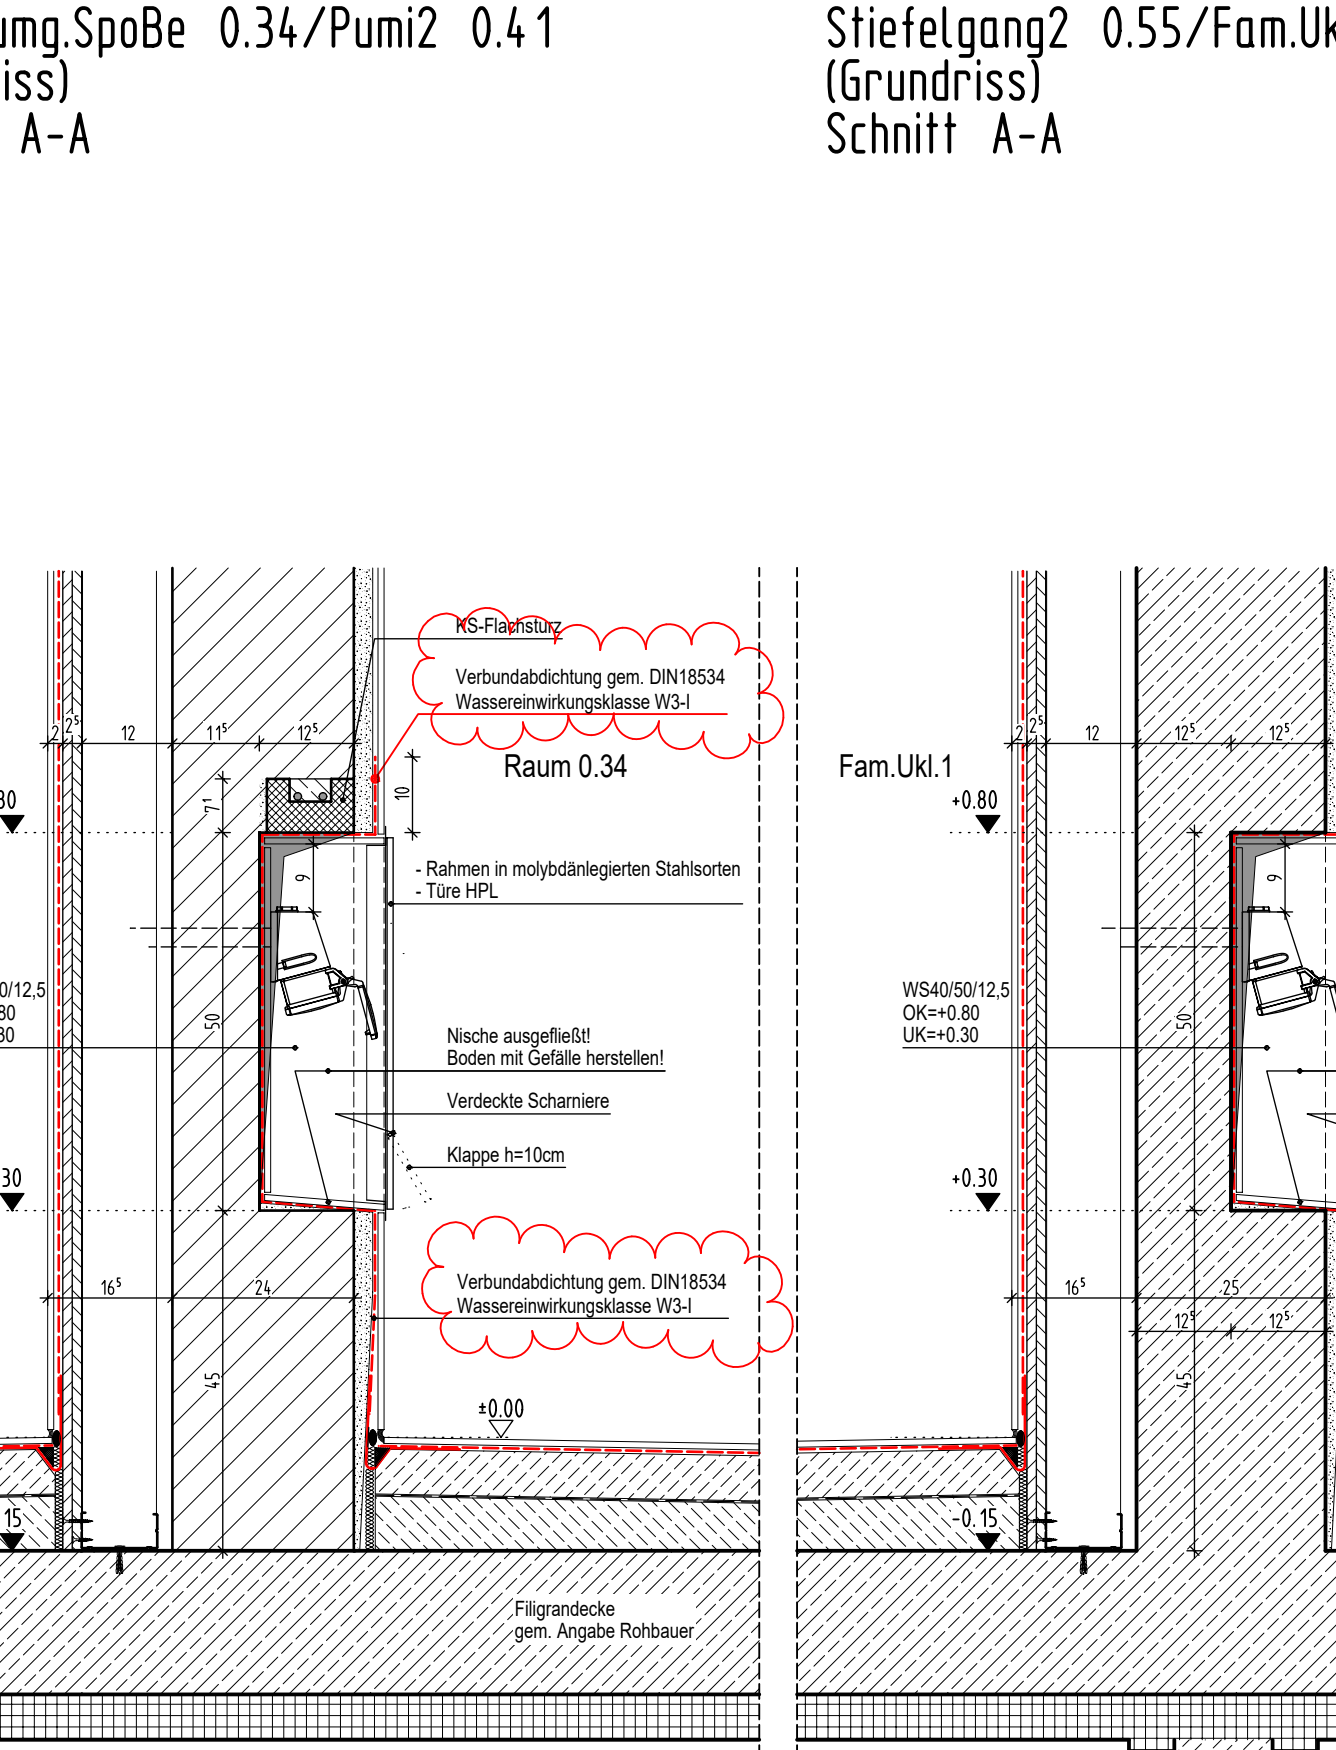 umg.SpoBe 0.34/Pumi2 0.41
iss)
A-A
Stiefelgang2 0.55/Fam.Uk
(Grundriss)
Schnitt A-A
KS-Flachsturz
Verbundabdichtung gem. DIN18534
Wassereinwirkungsklasse W3-I
2 2⁵ 12 11⁵ 12⁵
Raum 0.34
Fam.Ukl.1
2 2⁵ 12 12⁵ 12⁵
30
7¹
10
+0.80
- Rahmen in molybdänlegierten Stahlsorten
- Türe HPL
9
9
0/12,5
80
30
50
WS40/50/12,5
OK=+0.80
UK=+0.30
50
Nische ausgefließt!
Boden mit Gefälle herstellen!
Verdeckte Scharniere
Klappe h=10cm
30
+0.30
Verbundabdichtung gem. DIN18534
Wassereinwirkungsklasse W3-I
16⁵ 24
16⁵ 25
12⁵ 12⁵
45
45
±0.00
15
-0.15
Filigrandecke
gem. Angabe Rohbauer